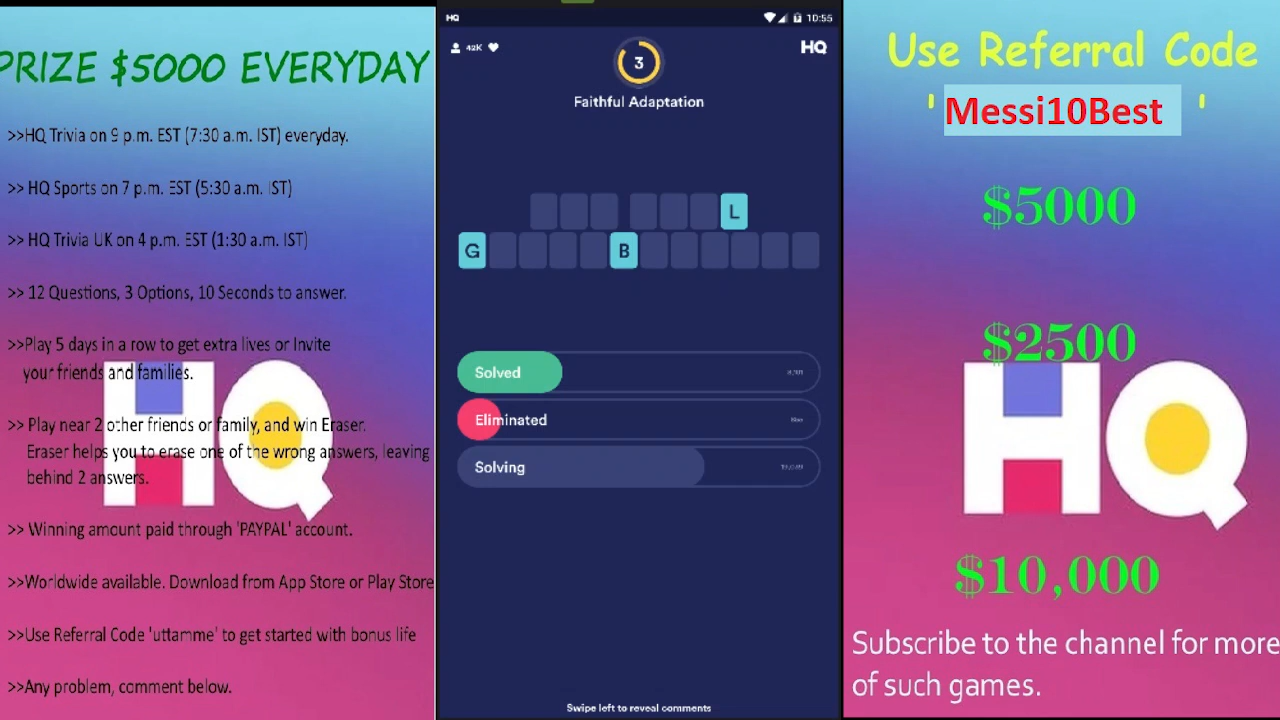 PRIZE $5000 EVERYDAY
>>HQ Trivia on 9 p.m. EST (7:30 a.m. IST) everyday.
>> HQ Sports on 7 p.m. EST (5:30 a.m. IST)
>> HQ Trivia UK on 4 p.m. EST (1:30 a.m. IST)
>> 12 Questions, 3 Options, 10 Seconds to answer.
>>Play 5 days in a row to get extra lives or Invite
your friends and families.
>> Play near 2 other friends or family, and win Eraser.
Eraser helps you to erase one of the wrong answers, leaving
behind 2 answers.
>> Winning amount paid through 'PAYPAL' account.
>>Worldwide available. Download from App Store or Play Store
>>Use Referral Code 'uttamme' to get started with bonus life
>>Any problem, comment below.
HQ
HQ 10:55
42K HQ
3
Faithful Adaptation
L
G B
Solved
Eliminated
Solving
Swipe left to reveal comments
Use Referral Code
' Messi10Best '
$5000
$2500
HQ
$10,000
Subscribe to the channel for more
of such games.